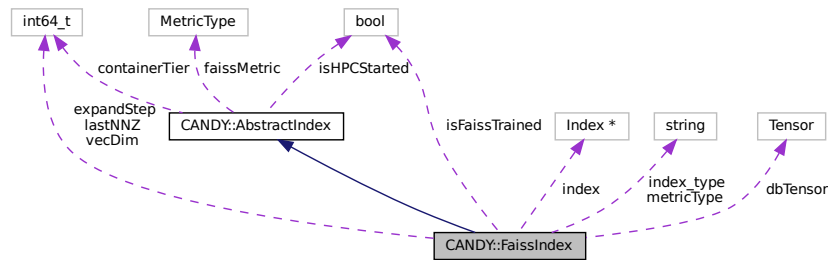 int64_t
MetricType
bool
containerTier
faissMetric
isHPCStarted
expandStep
lastNNZ
vecDim
CANDY::AbstractIndex
isFaissTrained
Index *
string
Tensor
index
index_type
metricType
dbTensor
CANDY::FaissIndex